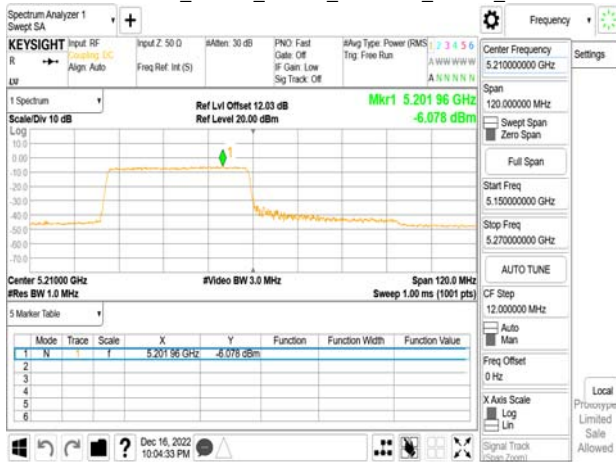 Spectrum Analyzer 1
Swept SA
Frequency
KEYSIGHT
Input: RF
Coupling: DC
Align: Auto
Input Z: 50 Ω
Freq Ref: Int (S)
#Atten: 30 dB
PNO: Fast
Gate: Off
IF Gain: Low
Sig Track: Off
#Avg Type: Power (RMS
Trig: Free Run
1 2 3 4 5 6
A W W W W W
A N N N N N
R
LXI
Center Frequency
5.210000000 GHz
Settings
Span
120.000000 MHz
Swept Span
Zero Span
Full Span
Start Freq
5.150000000 GHz
Stop Freq
5.270000000 GHz
AUTO TUNE
CF Step
12.000000 MHz
Auto
Man
Freq Offset
0 Hz
X Axis Scale
Log
Lin
Signal Track
(Span Zoom)
Local
Prototype
Limited
Sale
Allowed
1 Spectrum
Scale/Div 10 dB
Ref Lvl Offset 12.03 dB
Ref Level 20.00 dBm
Mkr1 5.201 96 GHz
-6.078 dBm
Log
10.0
0.00
-10.0
-20.0
-30.0
-40.0
-50.0
-60.0
-70.0
1
Center 5.21000 GHz
#Res BW 1.0 MHz
#Video BW 3.0 MHz
Span 120.0 MHz
Sweep 1.00 ms (1001 pts)
5 Marker Table
Mode Trace Scale X Y Function Function Width Function Value
1 N 1 f 5.201 96 GHz -6.078 dBm
2
3
4
5
6
?
Dec 16, 2022
10:04:33 PM